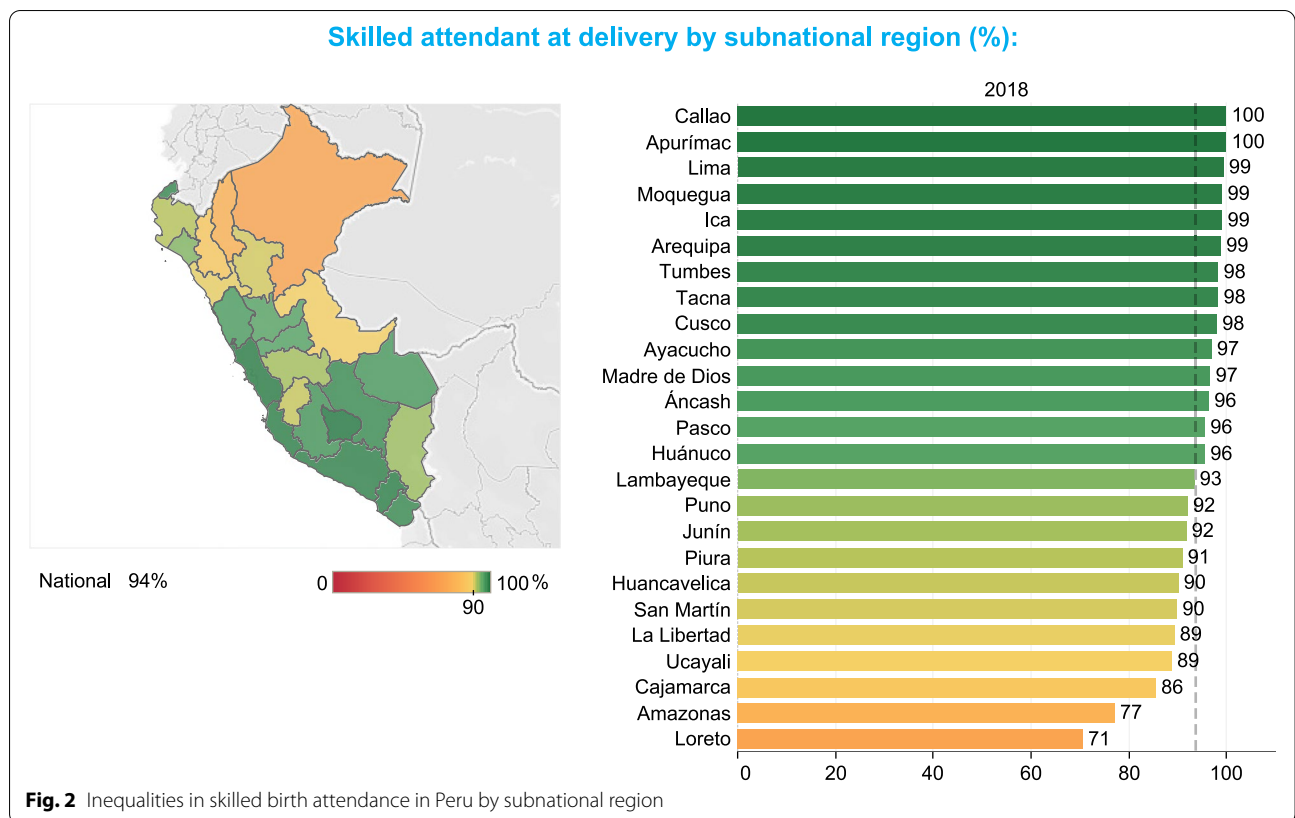 Skilled attendant at delivery by subnational region (%):
2018
Callao 100
Apurímac 100
Lima 99
Moquegua 99
Ica 99
Arequipa 99
Tumbes 98
Tacna 98
Cusco 98
Ayacucho 97
Madre de Dios 97
Áncash 96
Pasco 96
Huánuco 96
Lambayeque 93
Puno 92
Junín 92
Piura 91
Huancavelica 90
San Martín 90
La Libertad 89
Ucayali 89
Cajamarca 86
Amazonas 77
Loreto 71
0 20 40 60 80 100
National 94%
0 100 %
90
Fig. 2 Inequalities in skilled birth attendance in Peru by subnational region